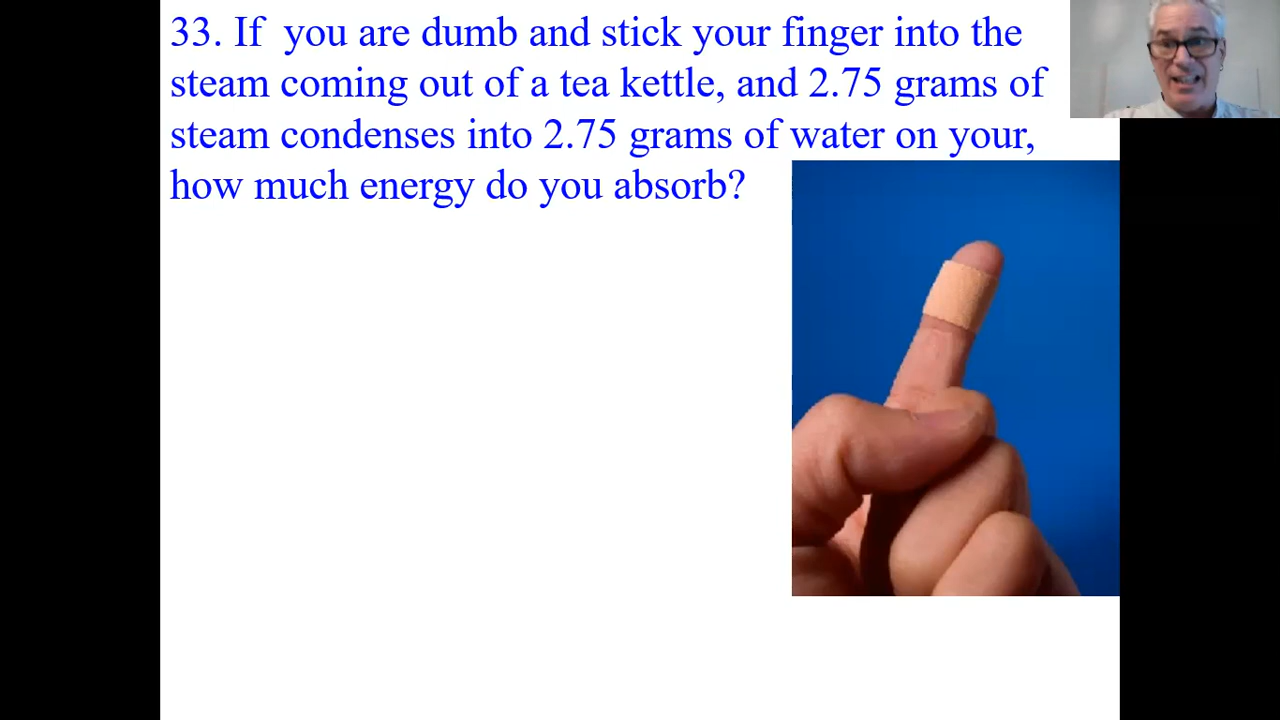 33. If  you are dumb and stick your finger into the
steam coming out of a tea kettle, and 2.75 grams of
steam condenses into 2.75 grams of water on your,
how much energy do you absorb?